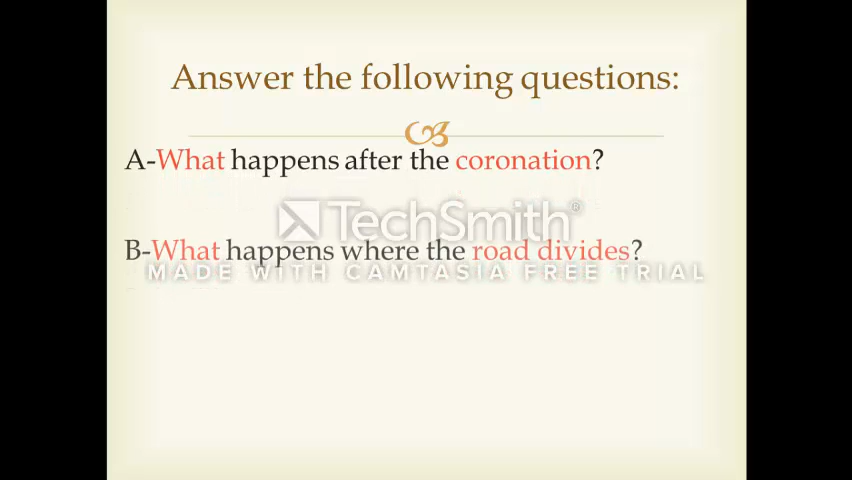 Answer the following questions:
A-What happens after the coronation?
TechSmith®
B-What happens where the road divides?
MADE WITH CAMTASIA FREE TRIAL